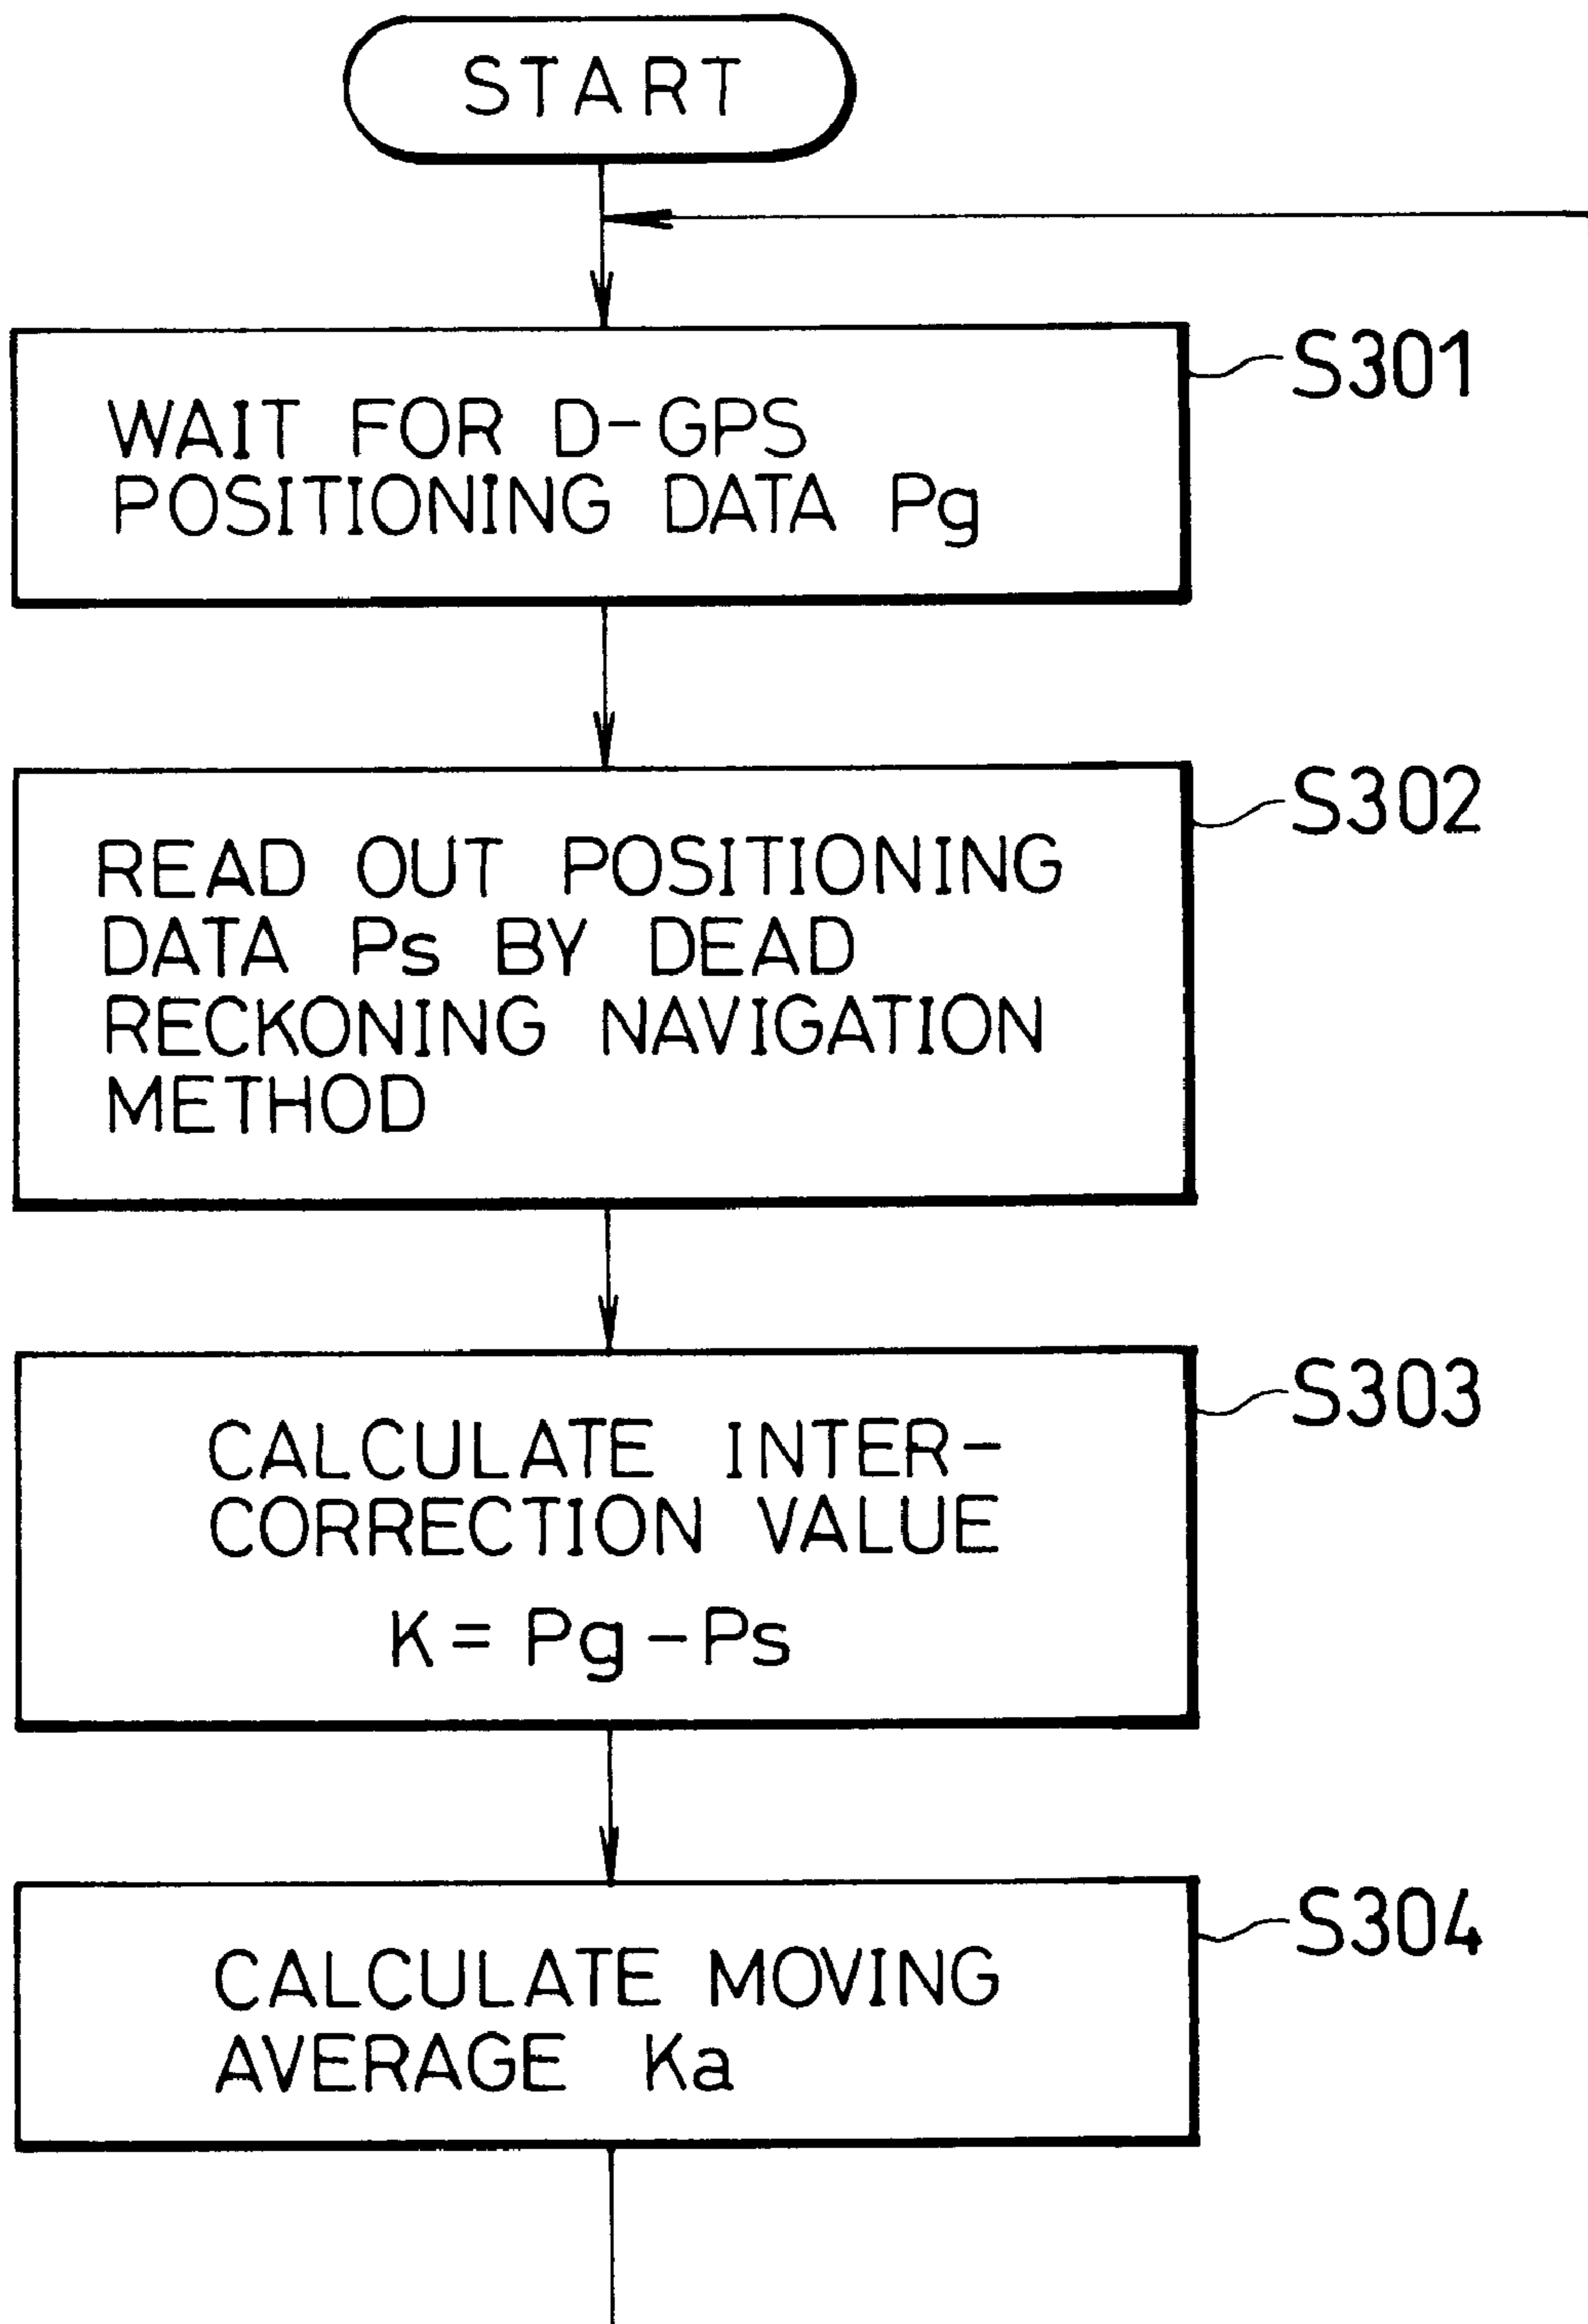 START
WAIT FOR D-GPS
POSITIONING DATA Pg
S301
READ OUT POSITIONING
DATA Ps BY DEAD
RECKONING NAVIGATION
METHOD
S302
CALCULATE INTER-
CORRECTION VALUE
K = Pg - Ps
S303
CALCULATE MOVING
AVERAGE Ka
S304